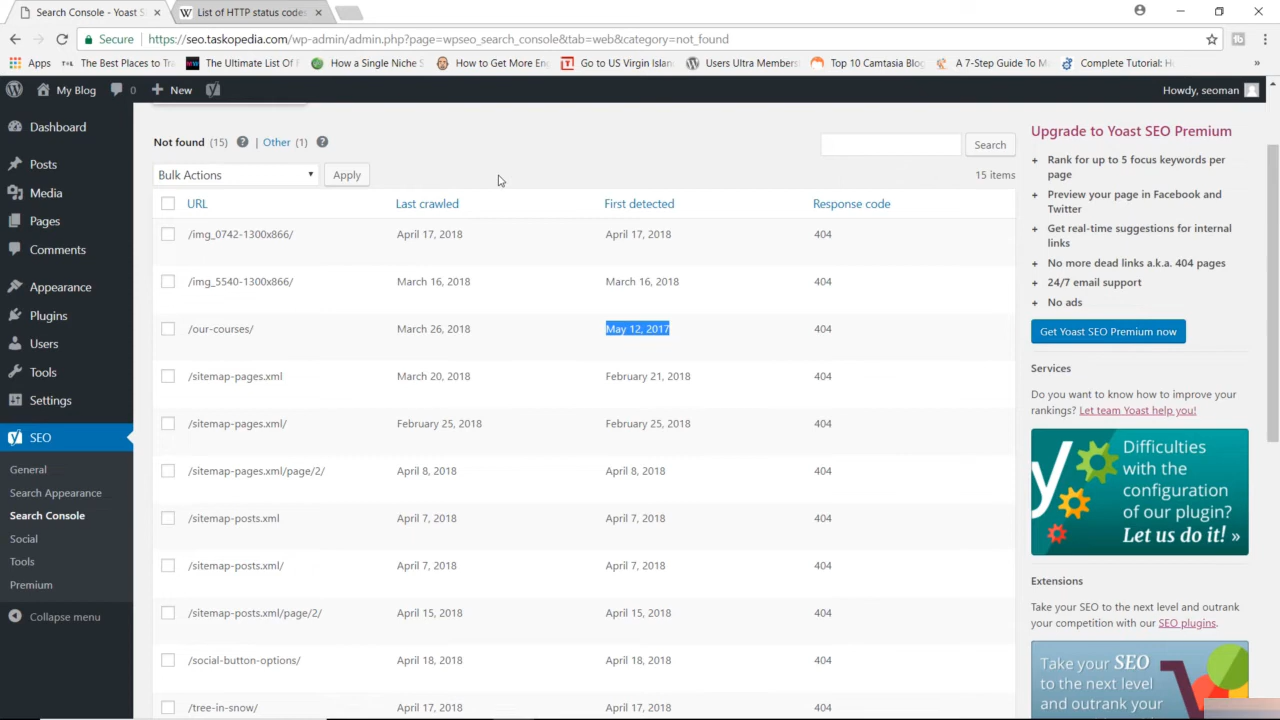 Search Console - Yoast S
List of HTTP status codes
Secure
https://seo.taskopedia.com/wp-admin/admin.php?page=wpseo_search_console&tab=web&category=not_found
Apps
The Best Places to Tr
The Ultimate List Of F
How a Single Niche S
How to Get More Eng
Go to US Virgin Islan
Users Ultra Members
Top 10 Camtasia Blog
A 7-Step Guide To M
Complete Tutorial: H
»
My Blog
0
New
Howdy, seoman
Dashboard
Posts
Media
Pages
Comments
Appearance
Plugins
Users
Tools
Settings
SEO
General
Search Appearance
Search Console
Social
Tools
Premium
Collapse menu
Not found (15) ? | Other (1) ?
Search
Bulk Actions
Apply
15 items
URL Last crawled First detected Response code
/img_0742-1300x866/ April 17, 2018 April 17, 2018 404
/img_5540-1300x866/ March 16, 2018 March 16, 2018 404
/our-courses/ March 26, 2018 May 12, 2017 404
/sitemap-pages.xml March 20, 2018 February 21, 2018 404
/sitemap-pages.xml/ February 25, 2018 February 25, 2018 404
/sitemap-pages.xml/page/2/ April 8, 2018 April 8, 2018 404
/sitemap-posts.xml April 7, 2018 April 7, 2018 404
/sitemap-posts.xml/ April 7, 2018 April 7, 2018 404
/sitemap-posts.xml/page/2/ April 15, 2018 April 15, 2018 404
/social-button-options/ April 18, 2018 April 18, 2018 404
/tree-in-snow/ April 17, 2018 April 17, 2018 404
Upgrade to Yoast SEO Premium
+ Rank for up to 5 focus keywords per
page
+ Preview your page in Facebook and
Twitter
+ Get real-time suggestions for internal
links
+ No more dead links a.k.a. 404 pages
+ 24/7 email support
+ No ads
Get Yoast SEO Premium now
Services
Do you want to know how to improve your
rankings? Let team Yoast help you!
Difficulties
with the
configuration
of our plugin?
Let us do it! »
Extensions
Take your SEO to the next level and outrank
your competition with our SEO plugins.
Take your SEO
to the next level
and outrank your